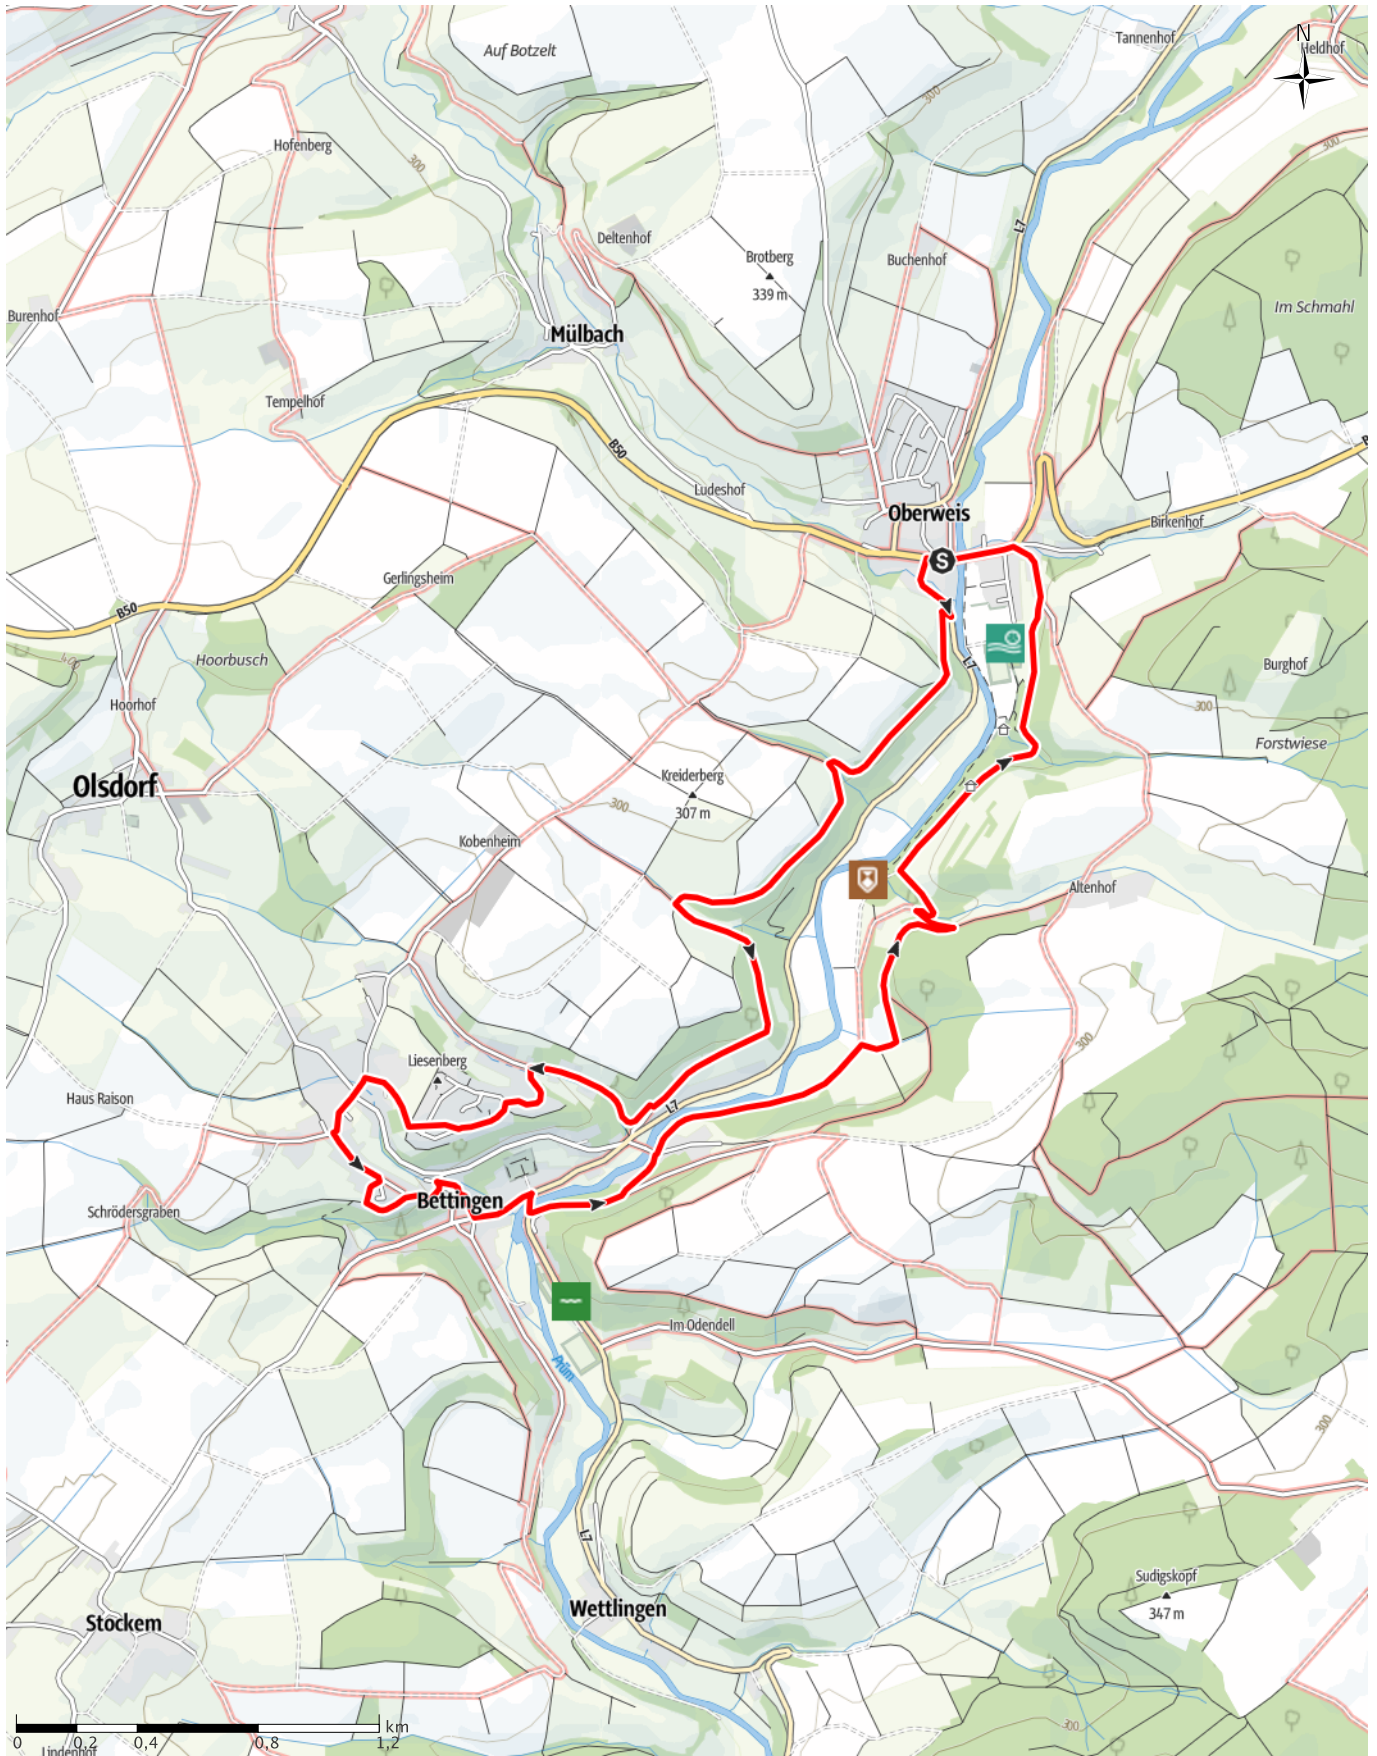 N
Tannenhof
Heldhof
Auf Botzelt
300
Hofenberg
300
300
L7
Deltenhof
Brotberg
339 m
Buchenhof
Im Schmahl
Burenhof
Mülbach
Tempelhof
B50
Ludeshof
Oberweis
Birkenhof
S
Gerlingsheim
B50
Hoorbusch
400
L7
Burghof
Hoorhof
300
Forstwiese
Olsdorf
Kreiderberg
307 m
300
Kobenheim
Altenhof
300
Liesenberg
Haus Raison
L7
Bettingen
Schrödersgraben
Im Odendell
Prüm
300
L7
Sudigskopf
347 m
Wettlingen
Stockem
300
km
0
0,2
0,4
0,8
1,2
Lindenhof